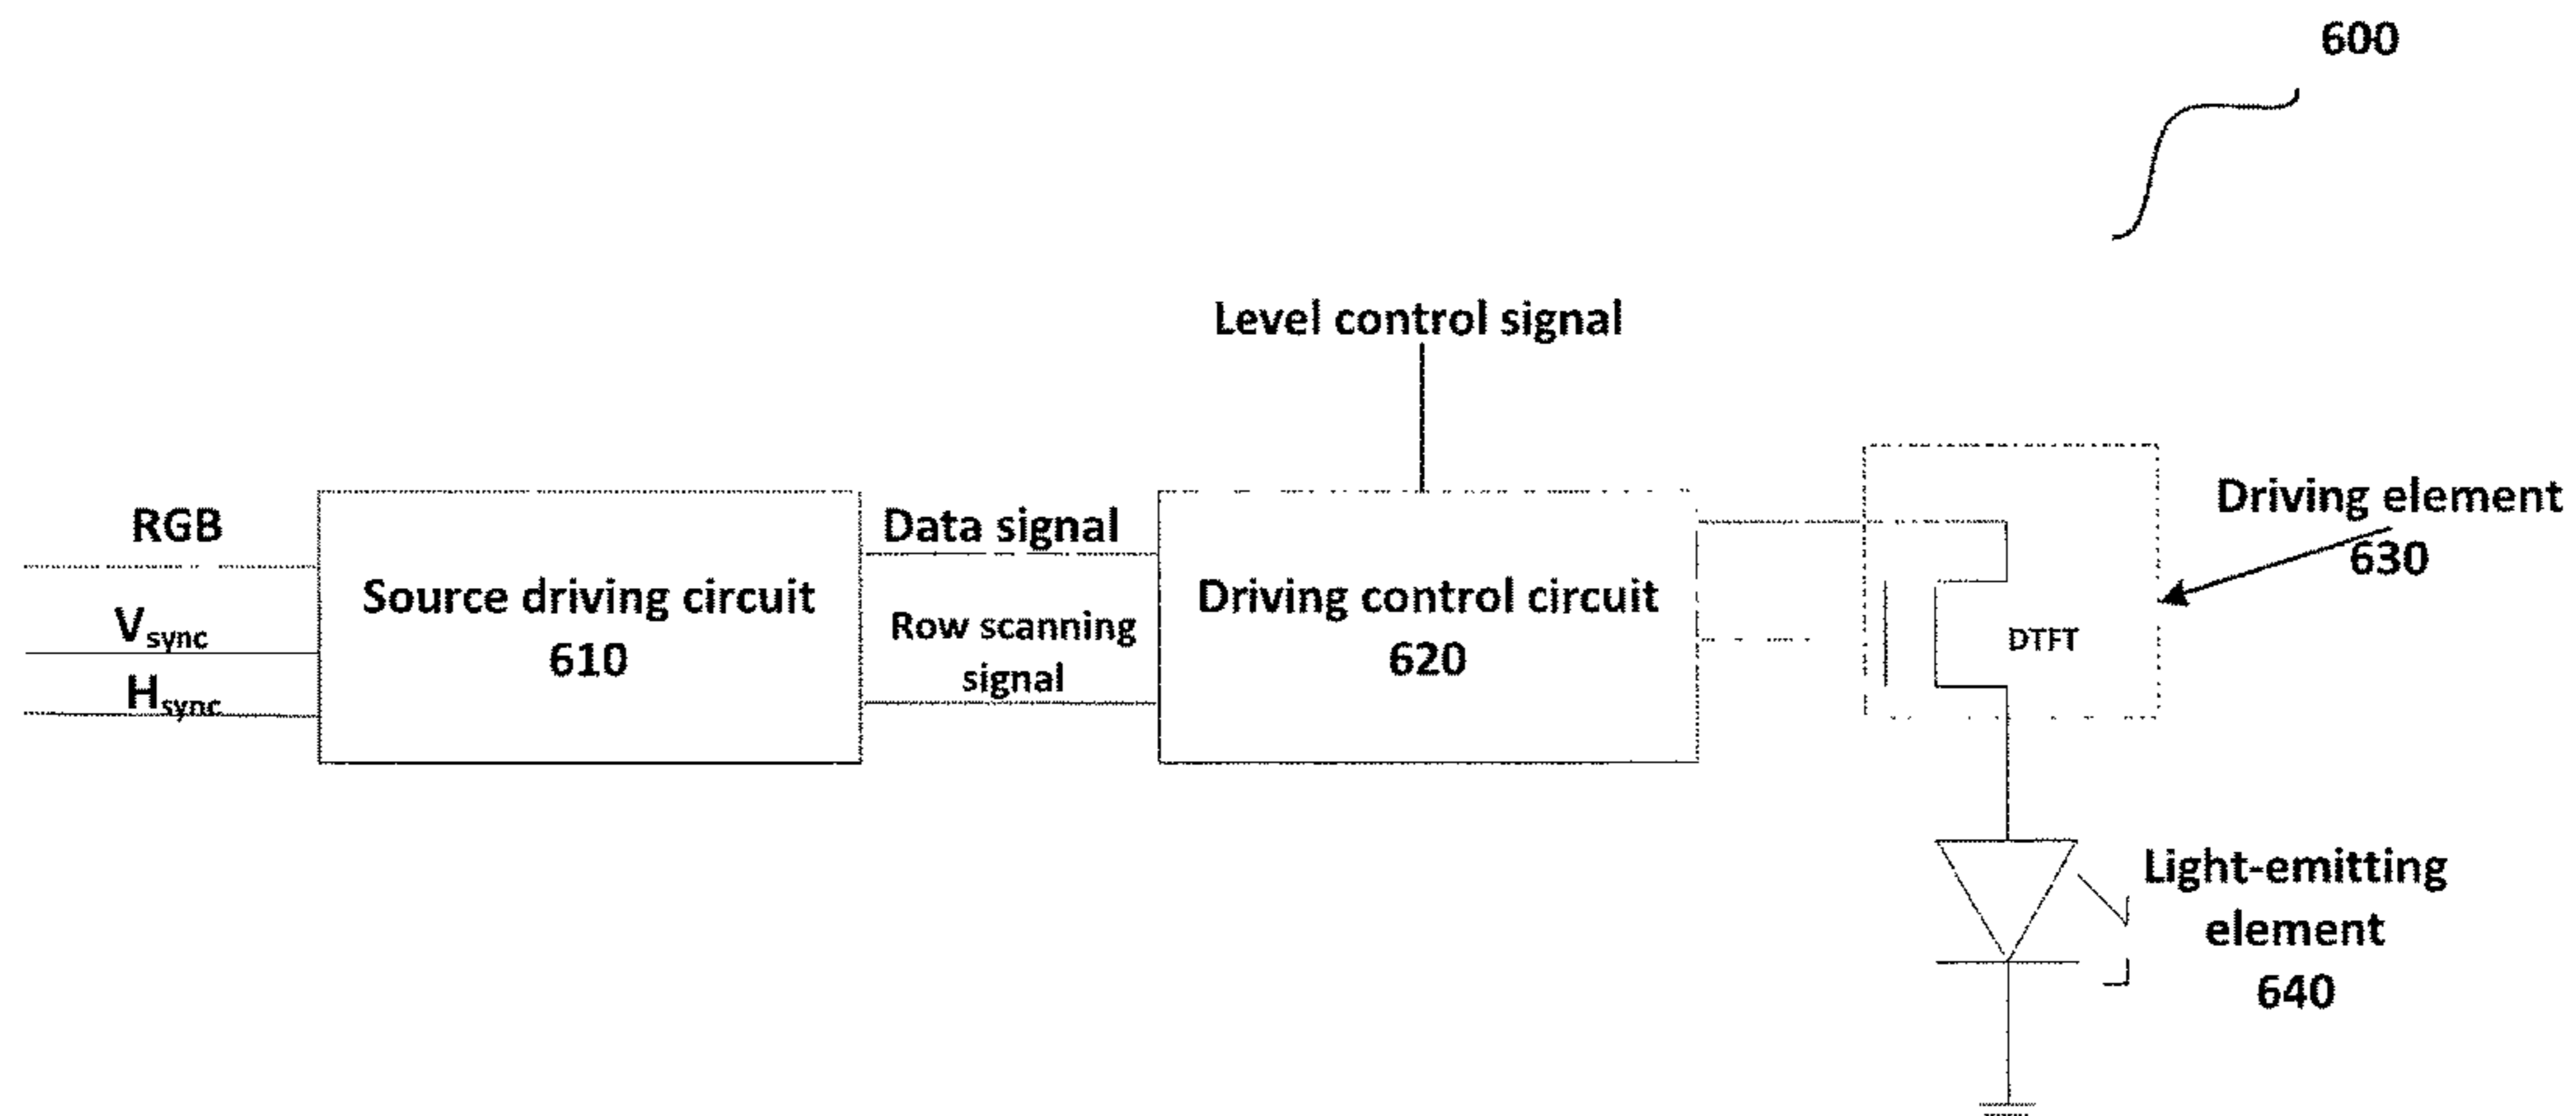 600
Level control signal
RGB
Vsync
Hsync
Source driving circuit
610
Data signal
Row scanning
signal
Driving control circuit
620
DTFT
Driving element
630
Light-emitting
element
640